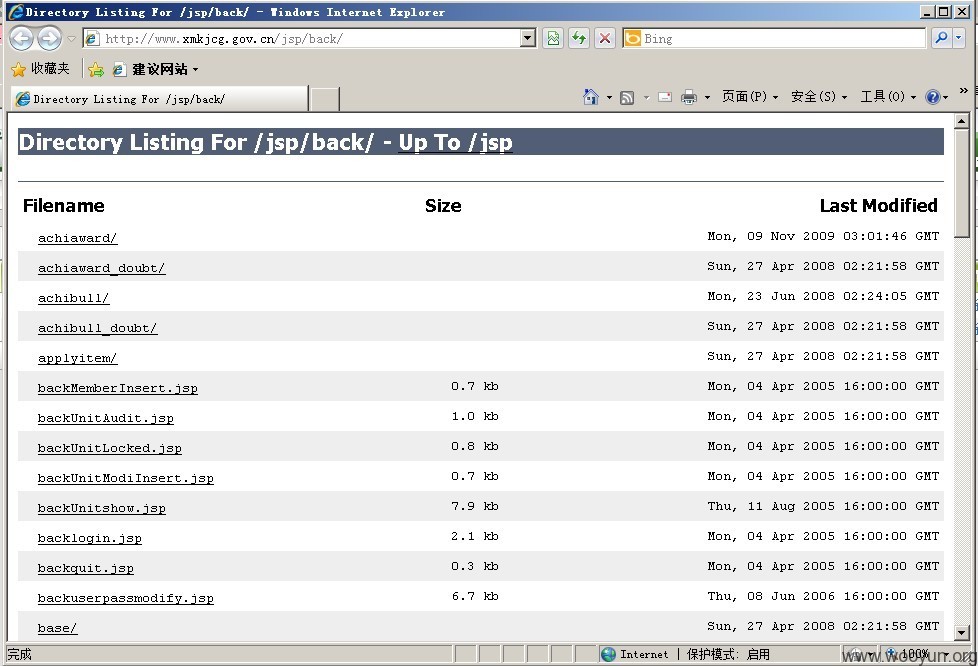 Directory Listing For /jsp/back/ - Windows Internet Explorer
http://www.xmkjcg.gov.cn/jsp/back/
Bing
收藏夹 建议网站
Directory Listing For /jsp/back/
页面(P) 安全(S) 工具(O) »
Directory Listing For /jsp/back/ - Up To /jsp
Filename Size Last Modified
achiaward/ Mon, 09 Nov 2009 03:01:46 GMT
achiaward_doubt/ Sun, 27 Apr 2008 02:21:58 GMT
achibull/ Mon, 23 Jun 2008 02:24:05 GMT
achibull_doubt/ Sun, 27 Apr 2008 02:21:58 GMT
applyitem/ Sun, 27 Apr 2008 02:21:58 GMT
backMemberInsert.jsp 0.7 kb Mon, 04 Apr 2005 16:00:00 GMT
backUnitAudit.jsp 1.0 kb Mon, 04 Apr 2005 16:00:00 GMT
backUnitLocked.jsp 0.8 kb Mon, 04 Apr 2005 16:00:00 GMT
backUnitModiInsert.jsp 0.7 kb Mon, 04 Apr 2005 16:00:00 GMT
backUnitshow.jsp 7.9 kb Thu, 11 Aug 2005 16:00:00 GMT
backlogin.jsp 2.1 kb Mon, 04 Apr 2005 16:00:00 GMT
backquit.jsp 0.3 kb Mon, 04 Apr 2005 16:00:00 GMT
backuserpassmodify.jsp 6.7 kb Thu, 08 Jun 2006 16:00:00 GMT
base/ Sun, 27 Apr 2008 02:21:58 GMT
完成 Internet | 保护模式: 启用 100%
www.wooyun.org